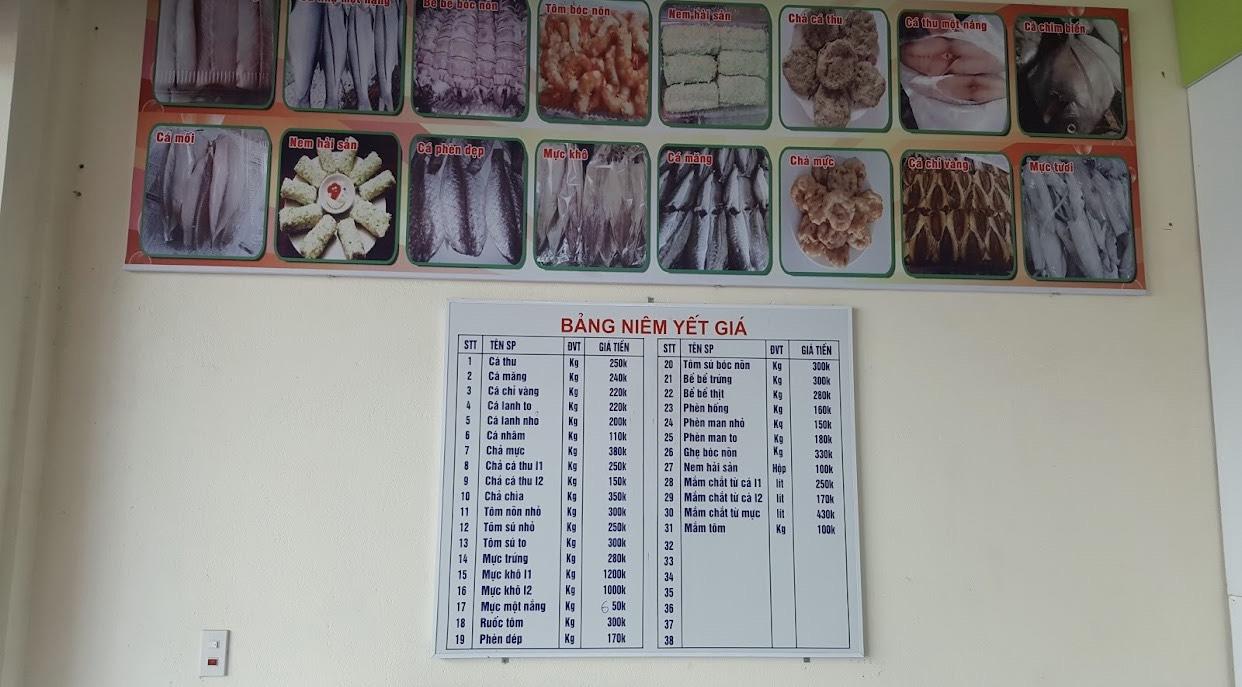 một nắng
Bề bề bóc nõn
Tôm bóc nõn
Nem hải sản
Chả cá thu
Cá thu một nắng
Cá chim biển
Cá mối
Nem hải sản
Cá phèn dẹp
Mực khô
Cá măng
Chả mực
Cá chỉ vàng
Mực tươi
BẢNG NIÊM YẾT GIÁ
STT TÊN SP ĐVT GIÁ TIỀN
1 Cá thu Kg 250k
2 Cá măng Kg 240k
3 Cá chỉ vàng Kg 220k
4 Cá lanh to Kg 220k
5 Cá lanh nhỏ Kg 200k
6 Cá nhâm Kg 110k
7 Chả mực Kg 380k
8 Chả cá thu l1 Kg 250k
9 Chả cá thu l2 Kg 150k
10 Chả chìa Kg 350k
11 Tôm nõn nhỏ Kg 300k
12 Tôm sú nhỏ Kg 250k
13 Tôm sú to Kg 300k
14 Mực trứng Kg 280k
15 Mực khô l1 Kg 1200k
16 Mực khô l2 Kg 1000k
17 Mực một nắng Kg 650k
18 Ruốc tôm Kg 300k
19 Phèn dẹp Kg 170k
STT TÊN SP ĐVT GIÁ TIỀN
20 Tôm sú bóc nõn Kg 300k
21 Bề bề trứng Kg 300k
22 Bề bề thịt Kg 280k
23 Phèn hồng Kg 160k
24 Phèn man nhỏ Kg 150k
25 Phèn man to Kg 180k
26 Ghẹ bóc nõn Kg 330k
27 Nem hải sản Hộp 100k
28 Mắm chắt từ cá l1 lít 250k
29 Mắm chắt từ cá l2 lít 170k
30 Mắm chắt từ mực lít 430k
31 Mắm tôm Kg 100k
32
33
34
35
36
37
38